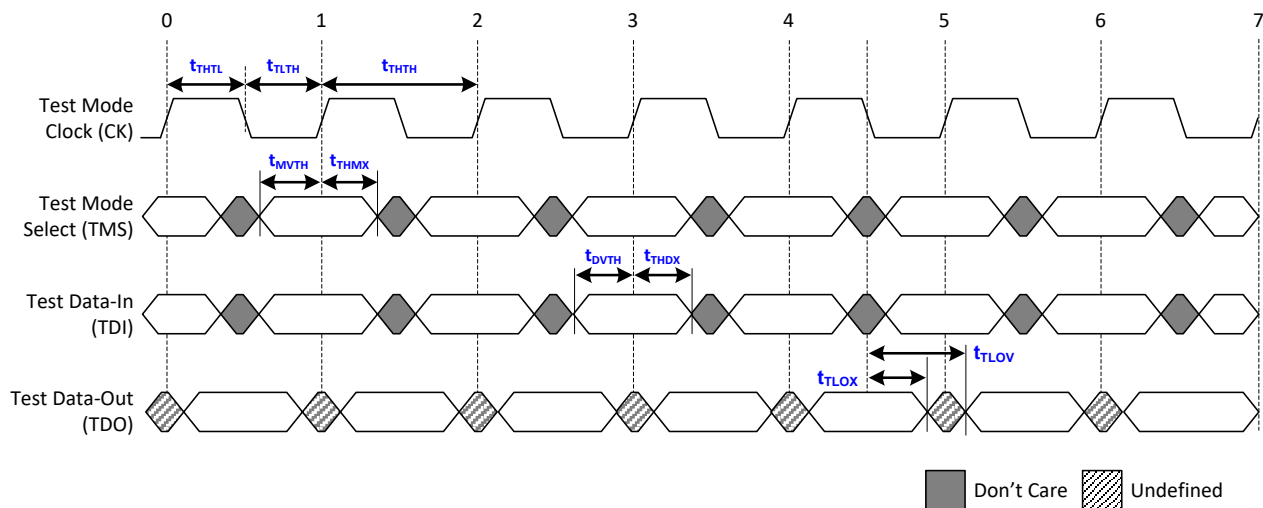 0 1 2 3 4 5 6 7
tTHTL tTLTH tTHTH
Test Mode
Clock (CK)
tMVTH tTHMX
Test Mode
Select (TMS)
tDVTH tTHDX
Test Data-In
(TDI)
tTLOV
tTLOX
Test Data-Out
(TDO)
Don't Care Undefined